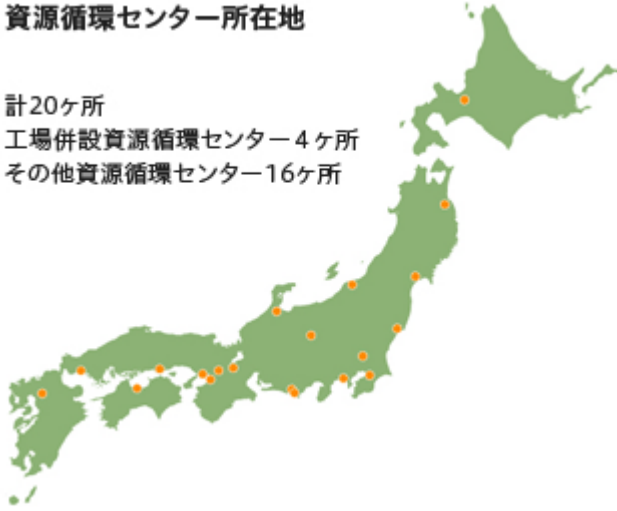 資源循環センター所在地
計20ヶ所
工場併設資源循環センター4ヶ所
その他資源循環センター16ヶ所